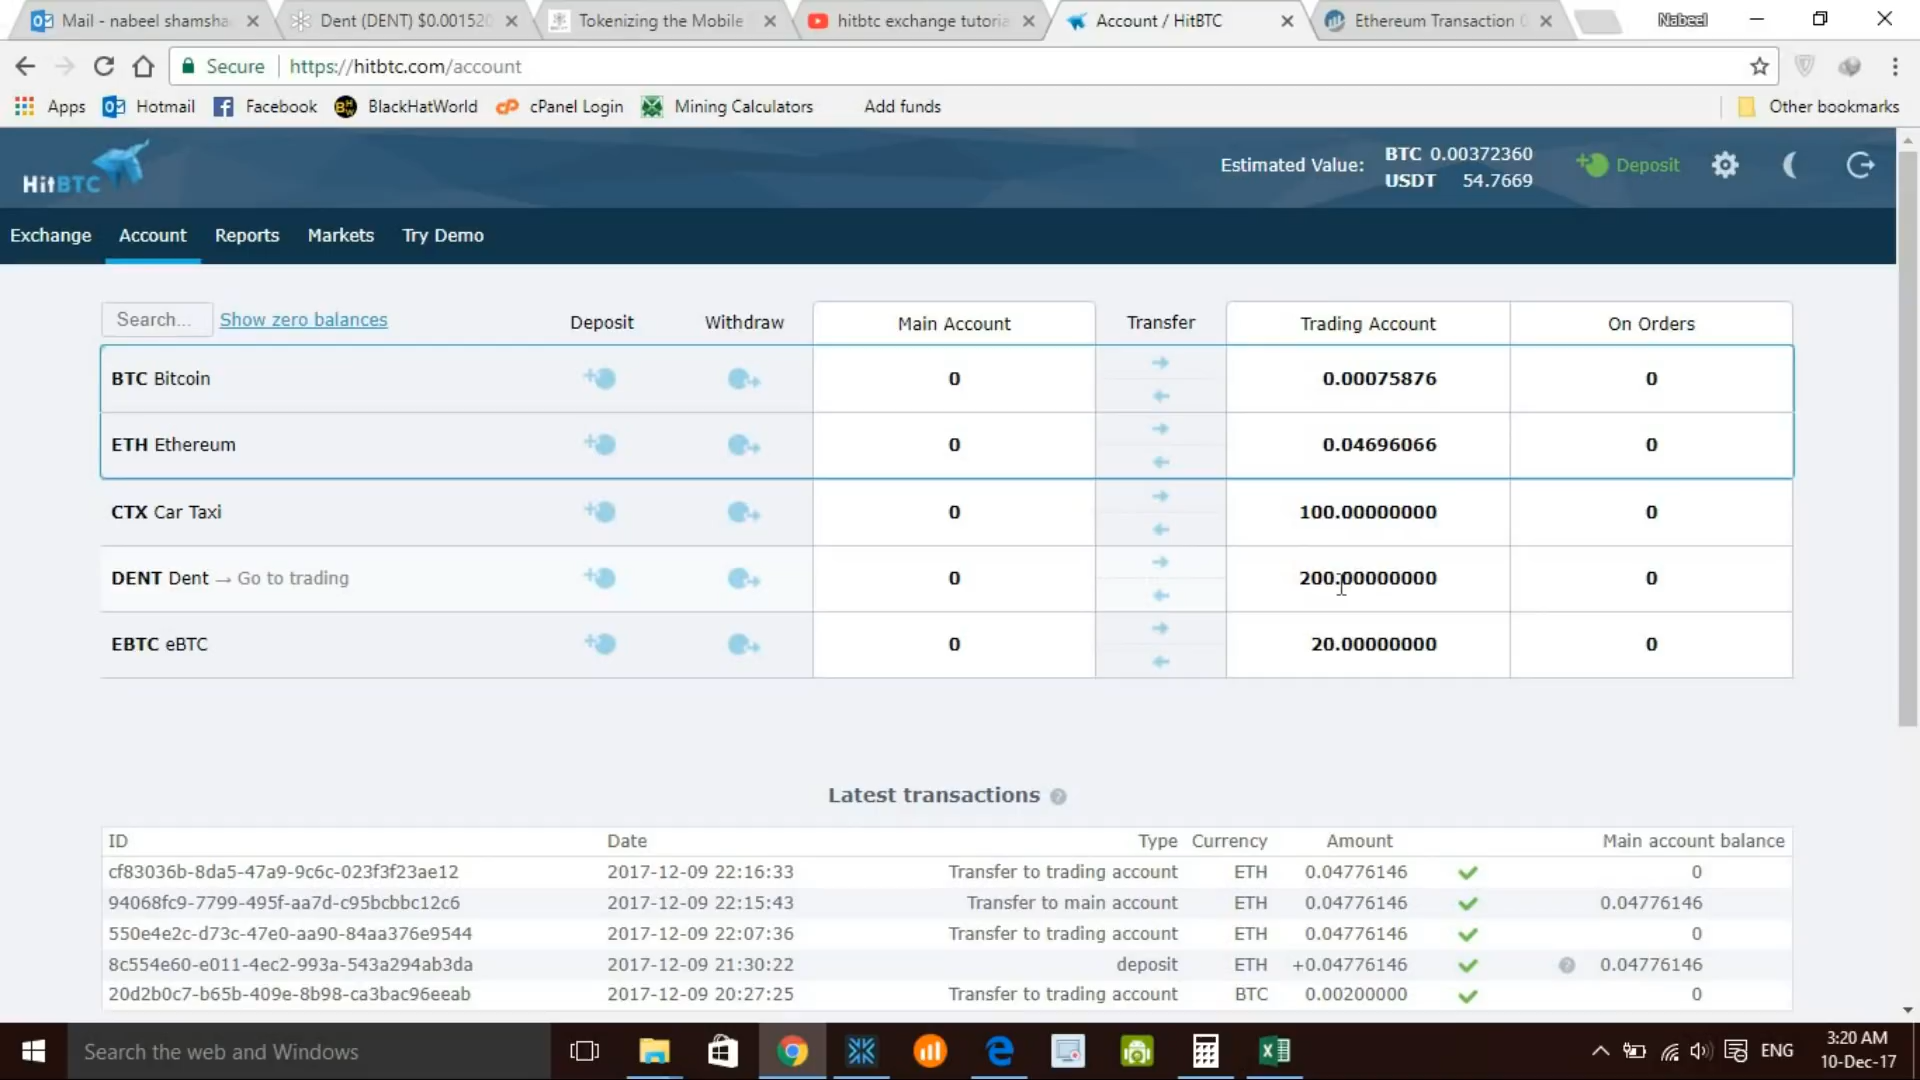 Mail - nabeel shamsha
Dent (DENT) $0.001520
Tokenizing the Mobile
hitbtc exchange tutoria
Account / HitBTC
Ethereum Transaction 0
Nabeel
Secure
https://hitbtc.com/account
Apps
Hotmail
Facebook
BlackHatWorld
cPanel Login
Mining Calculators
Add funds
Other bookmarks
HitBTC
Estimated Value:
BTC 0.00372360
USDT 54.7669
Deposit
Exchange
Account
Reports
Markets
Try Demo
Search...
Show zero balances
Deposit
Withdraw
Main Account
Transfer
Trading Account
On Orders
BTC Bitcoin 0 0.00075876 0
ETH Ethereum 0 0.04696066 0
CTX Car Taxi 0 100.00000000 0
DENT Dent → Go to trading 0 200.00000000 0
EBTC eBTC 0 20.00000000 0
Latest transactions
ID Date Type Currency Amount Main account balance
cf83036b-8da5-47a9-9c6c-023f3f23ae12 2017-12-09 22:16:33 Transfer to trading account ETH 0.04776146 0
94068fc9-7799-495f-aa7d-c95bcbbc12c6 2017-12-09 22:15:43 Transfer to main account ETH 0.04776146 0.04776146
550e4e2c-d73c-47e0-aa90-84aa376e9544 2017-12-09 22:07:36 Transfer to trading account ETH 0.04776146 0
8c554e60-e011-4ec2-993a-543a294ab3da 2017-12-09 21:30:22 deposit ETH +0.04776146 0.04776146
20d2b0c7-b65b-409e-8b98-ca3bac96eeab 2017-12-09 20:27:25 Transfer to trading account BTC 0.00200000 0
Search the web and Windows
ENG
3:20 AM
10-Dec-17